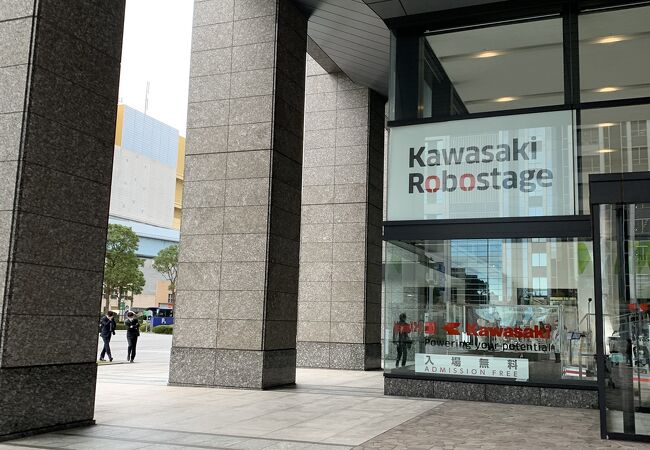 Kawasaki
Robostage
Kawasaki
Powering your potential
入場無料
ADMISSION FREE